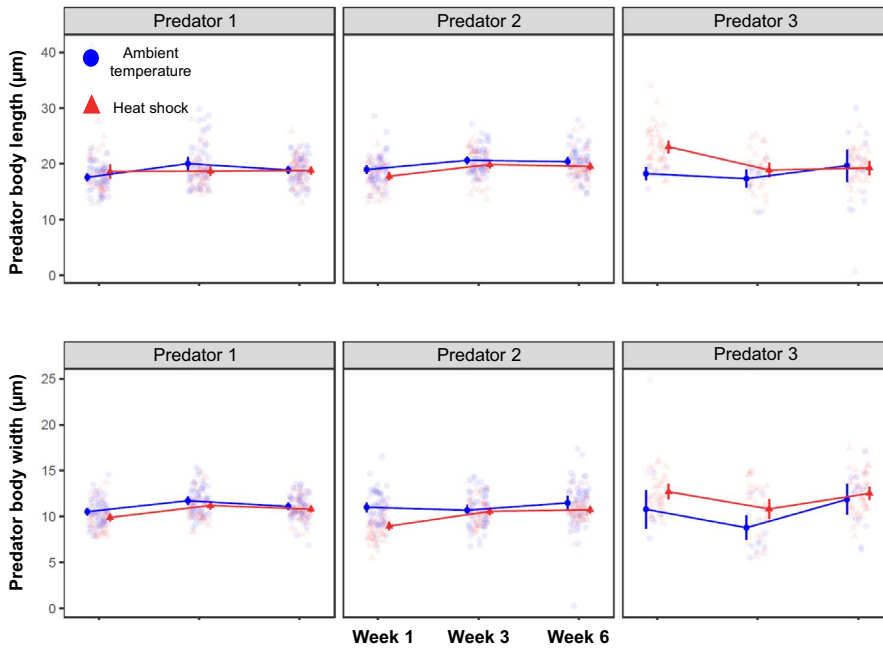 Predator 1
Predator 2
Predator 3
Predator body length (μm)
40
30
20
10
0
Ambient
temperature
Heat shock
Predator 1
Predator 2
Predator 3
Predator body width (μm)
25
20
15
10
5
0
Week 1
Week 3
Week 6